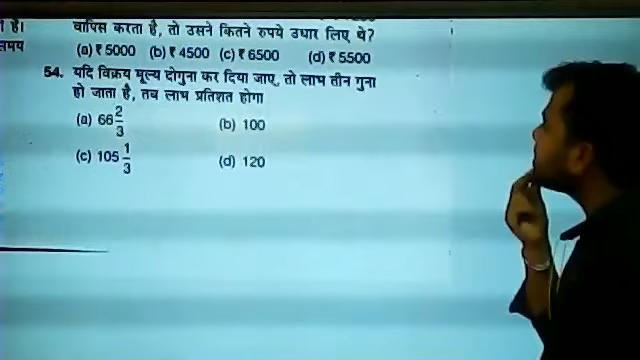 है।
वापिस करता है, तो उसने कितने रुपये उधार लिए थे?
समय
(a) ₹ 5000 (b) ₹ 4500 (c) ₹ 6500 (d) ₹ 5500
54. यदि विक्रय मूल्य दोगुना कर दिया जाए, तो लाभ तीन गुना
हो जाता है, तब लाभ प्रतिशत होगा
(a) 66 2/3 (b) 100
(c) 105 1/3 (d) 120